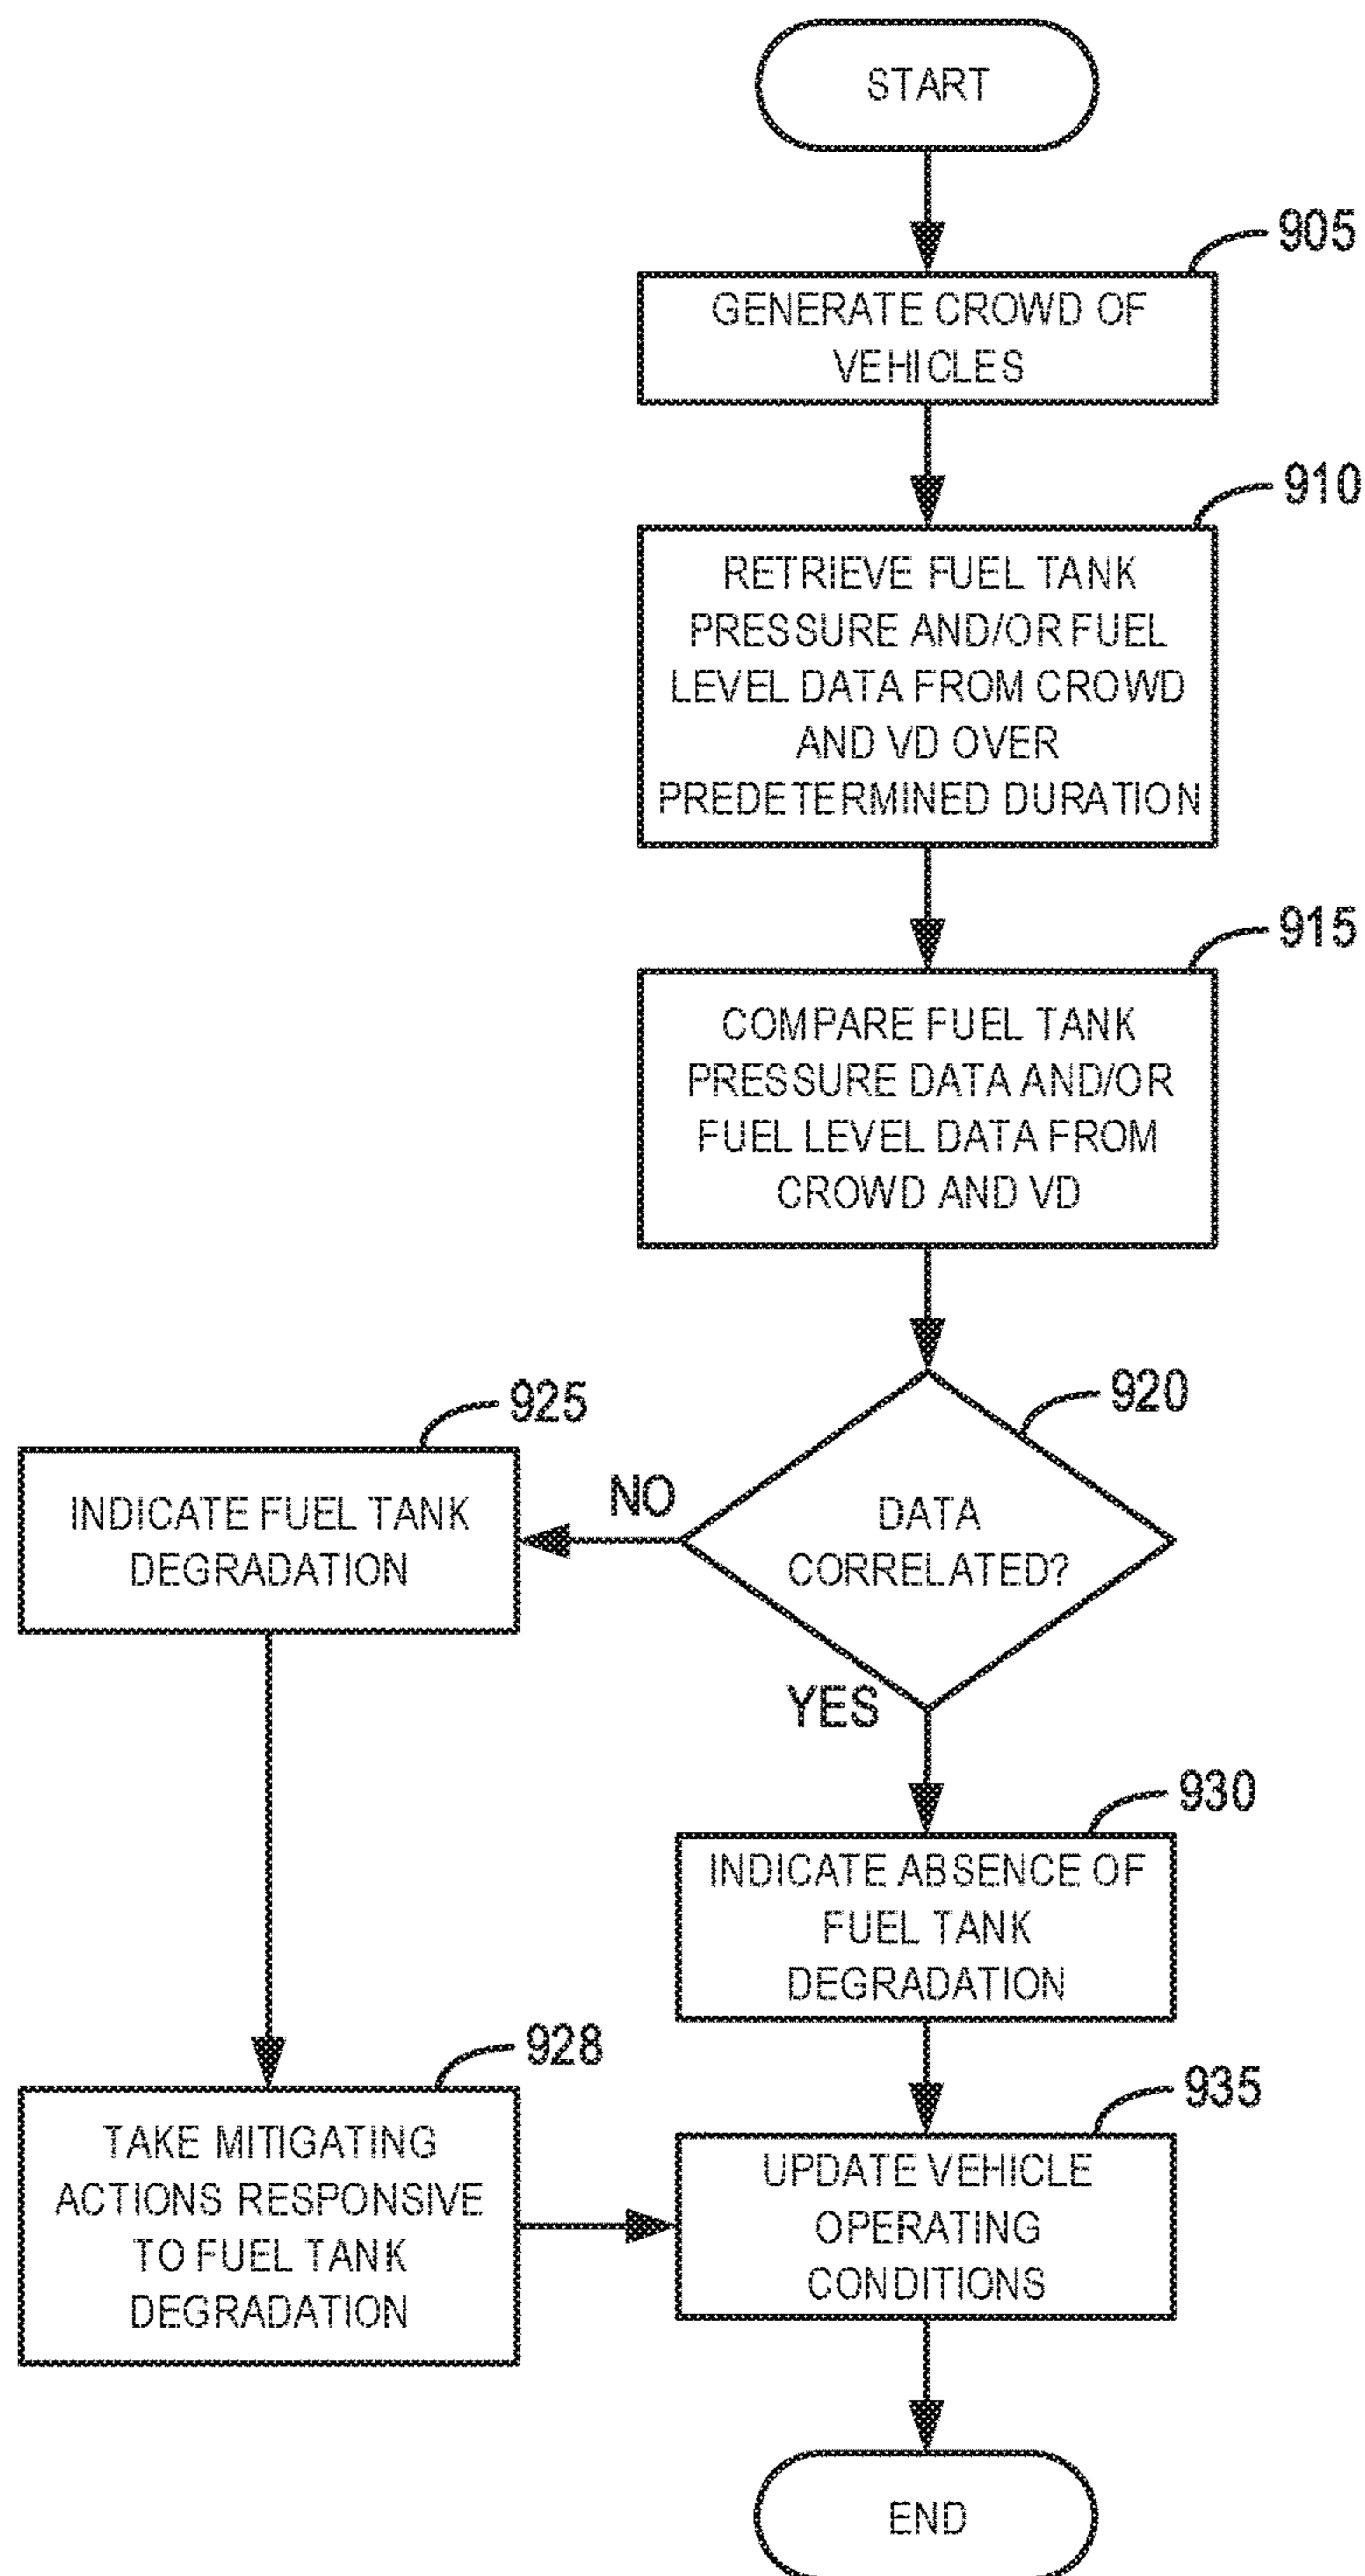 START
905
GENERATE CROWD OF
VEHICLES
910
RETRIEVE FUEL TANK
PRESSURE AND/OR FUEL
LEVEL DATA FROM CROWD
AND VD OVER
PREDETERMINED DURATION
915
COMPARE FUEL TANK
PRESSURE DATA AND/OR
FUEL LEVEL DATA FROM
CROWD AND VD
920
DATA
CORRELATED?
NO
925
INDICATE FUEL TANK
DEGRADATION
YES
930
INDICATE ABSENCE OF
FUEL TANK
DEGRADATION
928
TAKE MITIGATING
ACTIONS RESPONSIVE
TO FUEL TANK
DEGRADATION
935
UPDATE VEHICLE
OPERATING
CONDITIONS
END